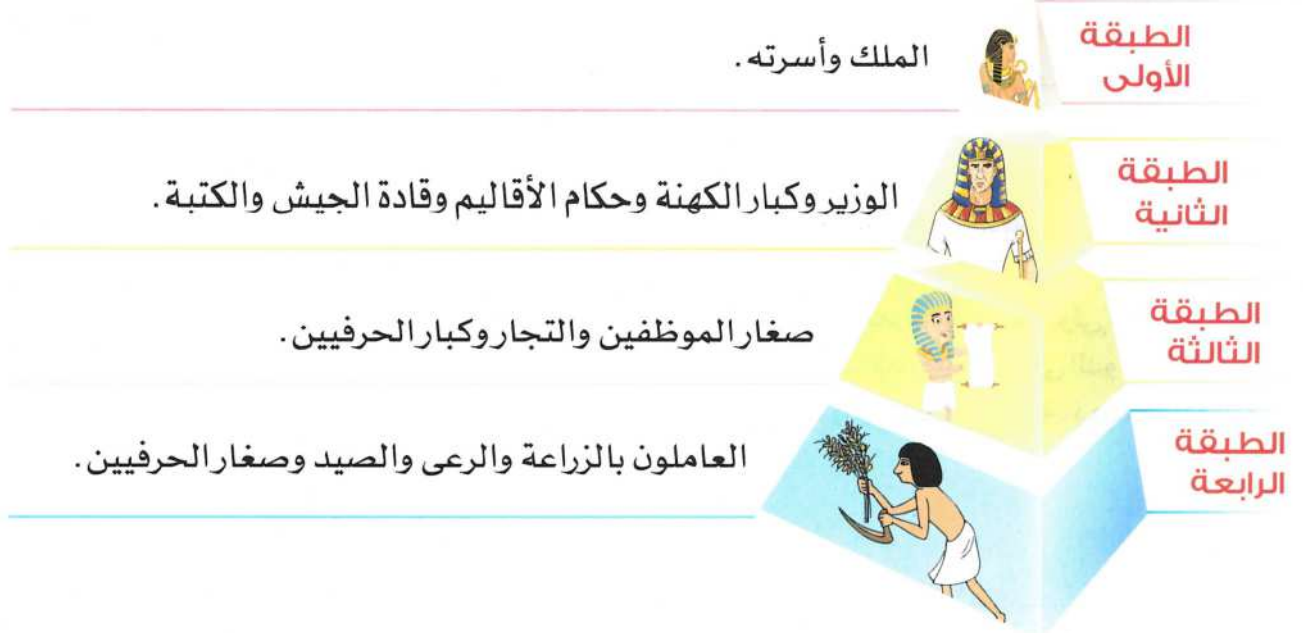 الطبقة
الأولى
الملك وأسرته.
الطبقة
الثانية
الوزير وكبار الكهنة وحكام الأقاليم وقادة الجيش والكتبة.
الطبقة
الثالثة
صغار الموظفين والتجار وكبار الحرفيين.
الطبقة
الرابعة
العاملون بالزراعة والرعى والصيد وصغار الحرفيين.